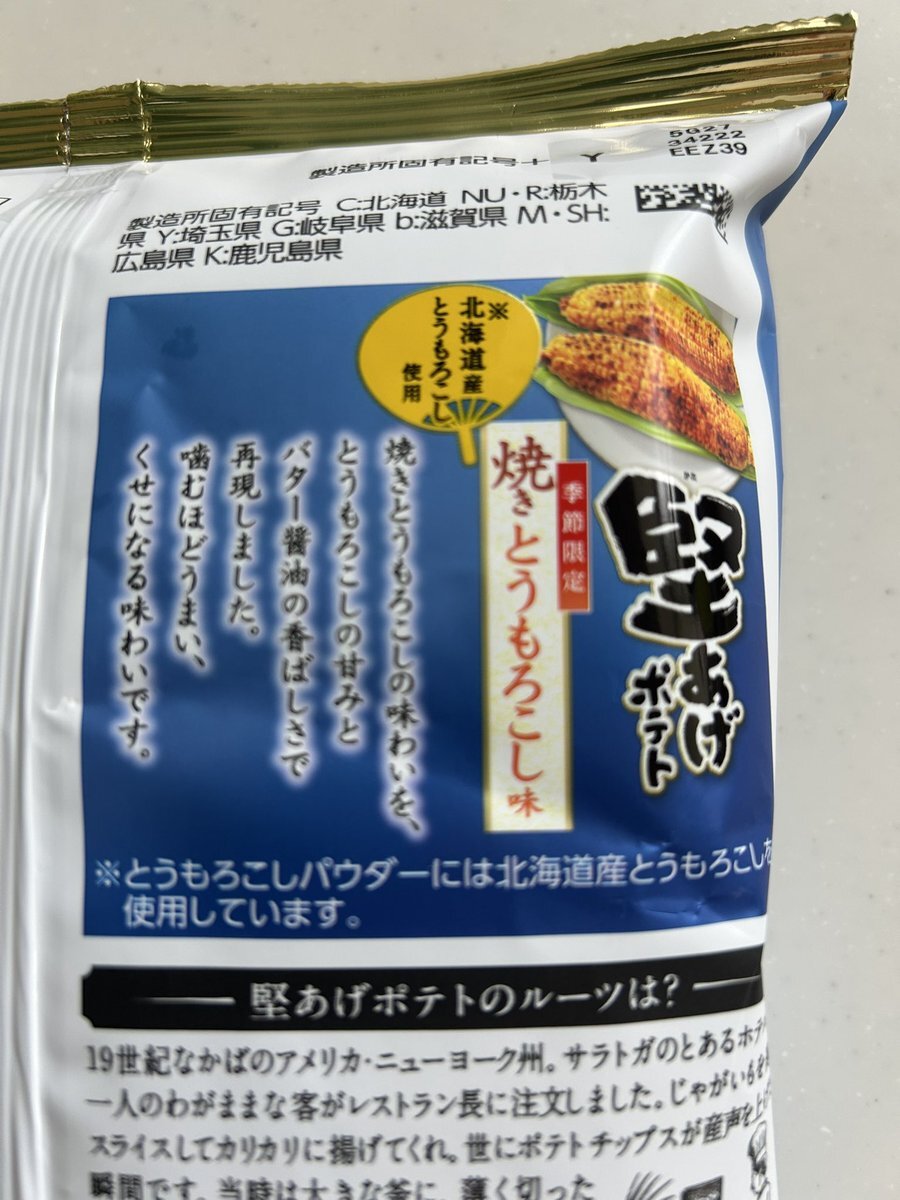 5G27
34222
EEZ39
製造所固有記号+
Y
製造所固有記号 C:北海道 NU・R:栃木
県 Y:埼玉県 G:岐阜県 b:滋賀県 M・SH:
広島県 K:鹿児島県
※
北海道産
とうもろこし
使用
堅あげ
ポテト
季節限定
焼きとうもろこし味
焼きとうもろこしの味わいを、
とうもろこしの甘みと
バター醤油の香ばしさで
再現しました。
噛むほどうまい、
くせになる味わいです。
※とうもろこしパウダーには北海道産とうもろこしを
使用しています。
堅あげポテトのルーツは?
19世紀なかばのアメリカ・ニューヨーク州。サラトガのとあるホテ
一人のわがままな客がレストラン長に注文しました。じゃがいもを
スライスしてカリカリに揚げてくれ。世にポテトチップスが産声を上げ
瞬間です。当時は大きな釜に、薄く切った